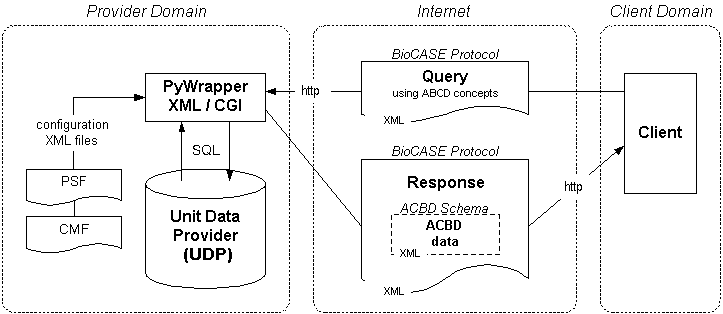 Provider Domain
Internet
Client Domain
PyWrapper
XML / CGI
http
BioCASE Protocol
Query
using ABCD concepts
XML
Client
configuration
XML files
SQL
PSF
CMF
Unit Data
Provider
(UDP)
BioCASE Protocol
Response
ACBD Schema
ACBD
data
XML
XML
http